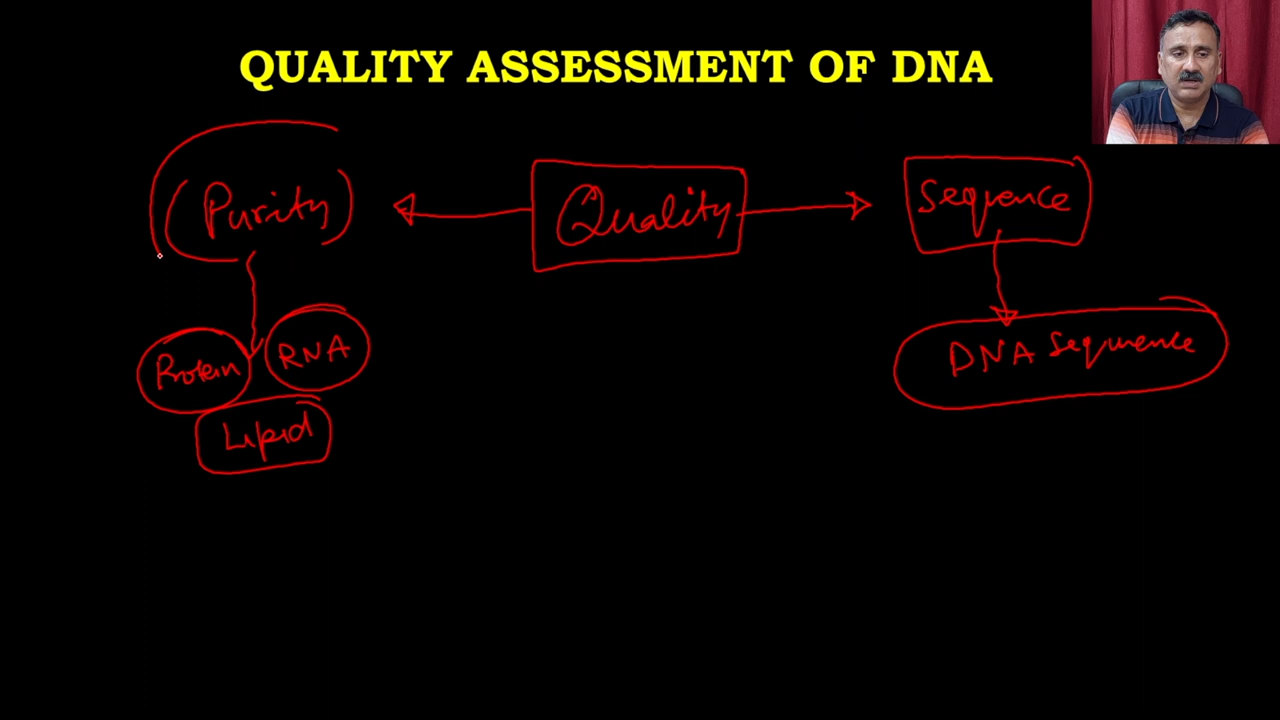 QUALITY ASSESSMENT OF DNA
(Purity)
Quality
Sequence
Protein
RNA
Lipid
DNA Sequence